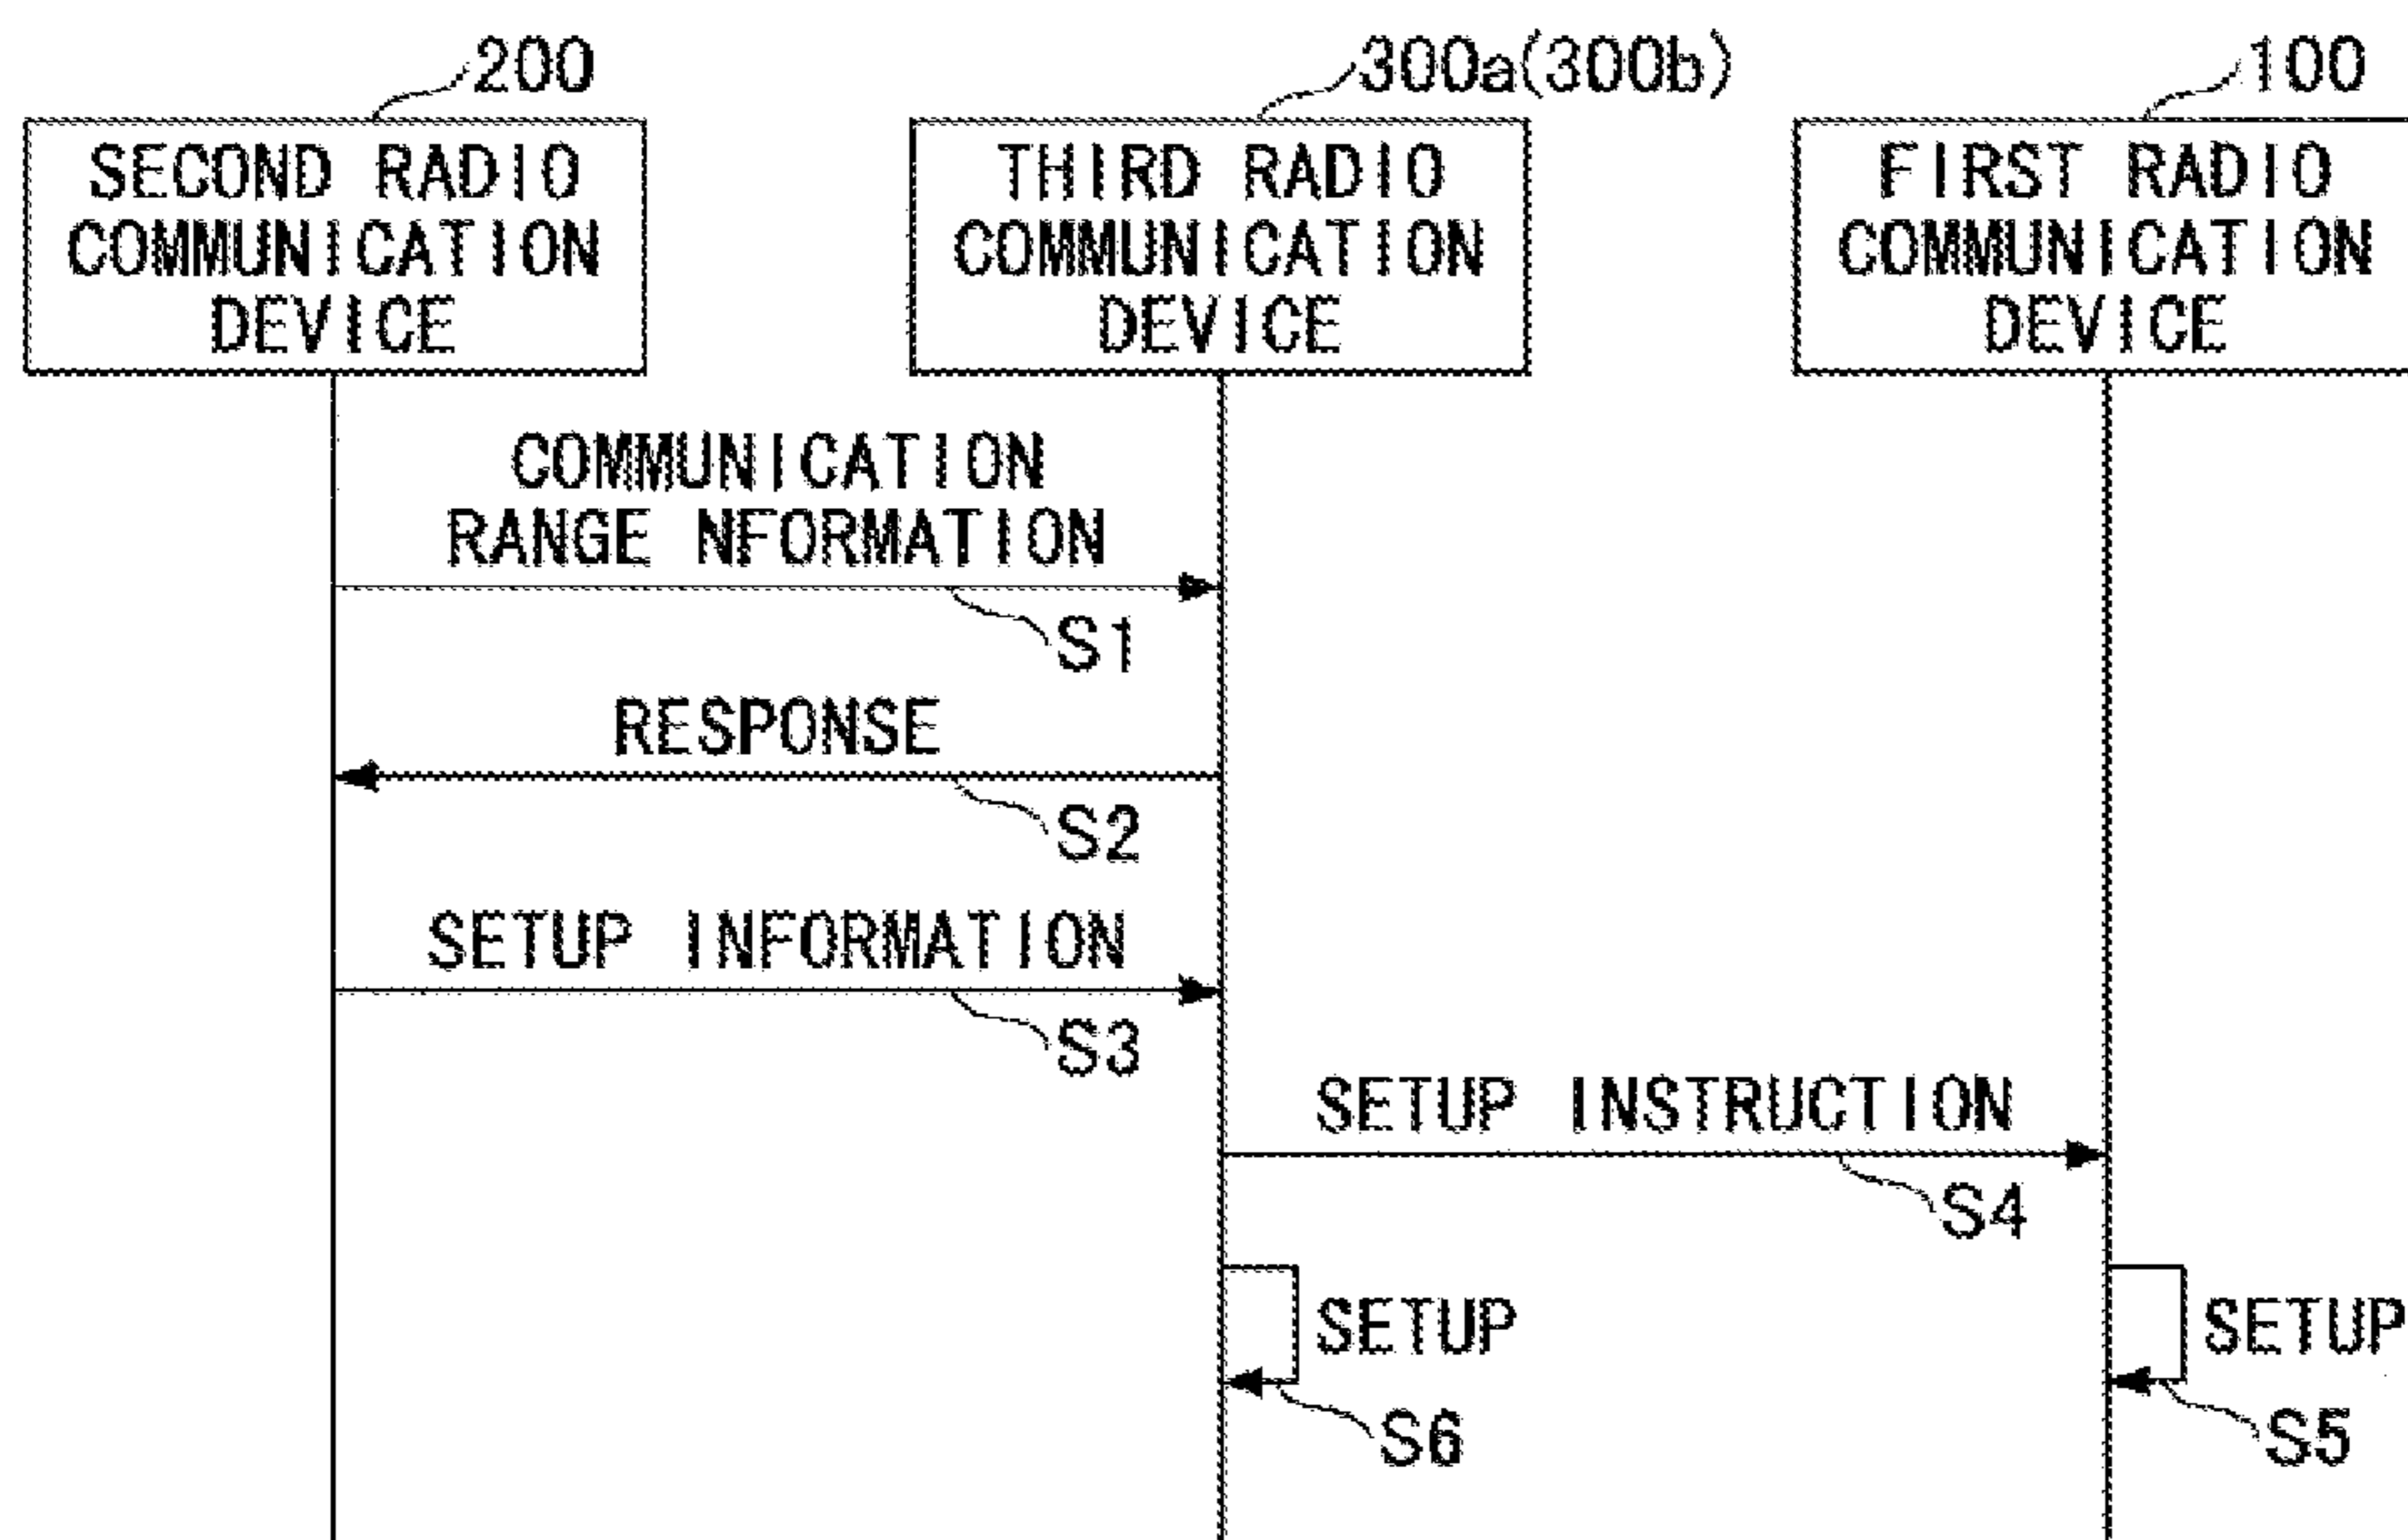 200
300a(300b)
100
SECOND RADIO
COMMUNICATION
DEVICE
THIRD RADIO
COMMUNICATION
DEVICE
FIRST RADIO
COMMUNICATION
DEVICE
COMMUNICATION
RANGE NFORMATION
S1
RESPONSE
S2
SETUP INFORMATION
S3
SETUP INSTRUCTION
S4
SETUP
S6
SETUP
S5